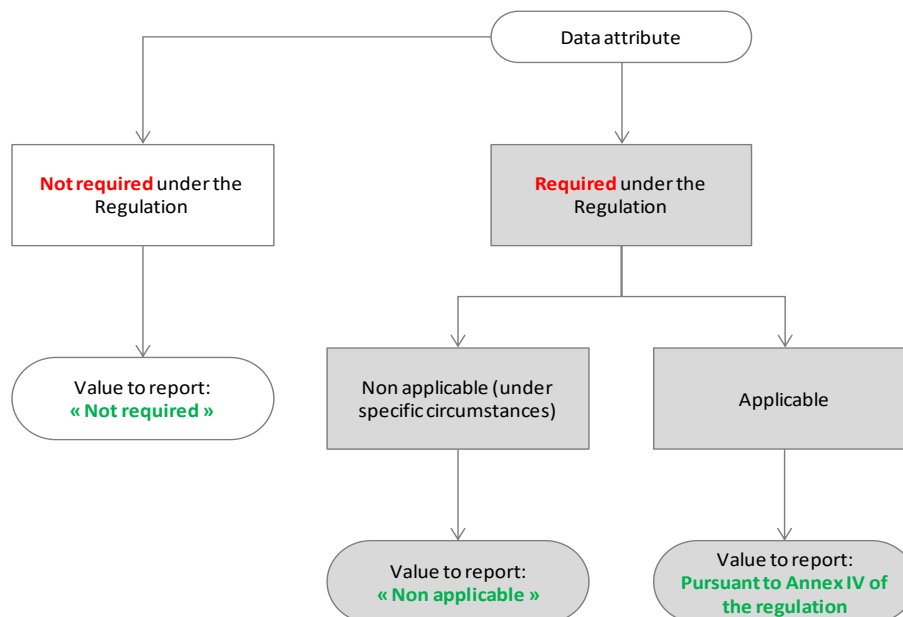 Data attribute
Not required under the
Regulation
Required under the
Regulation
Value to report:
« Not required »
Non applicable (under
specific circumstances)
Applicable
Value to report:
« Non applicable »
Value to report:
Pursuant to Annex IV of
the regulation